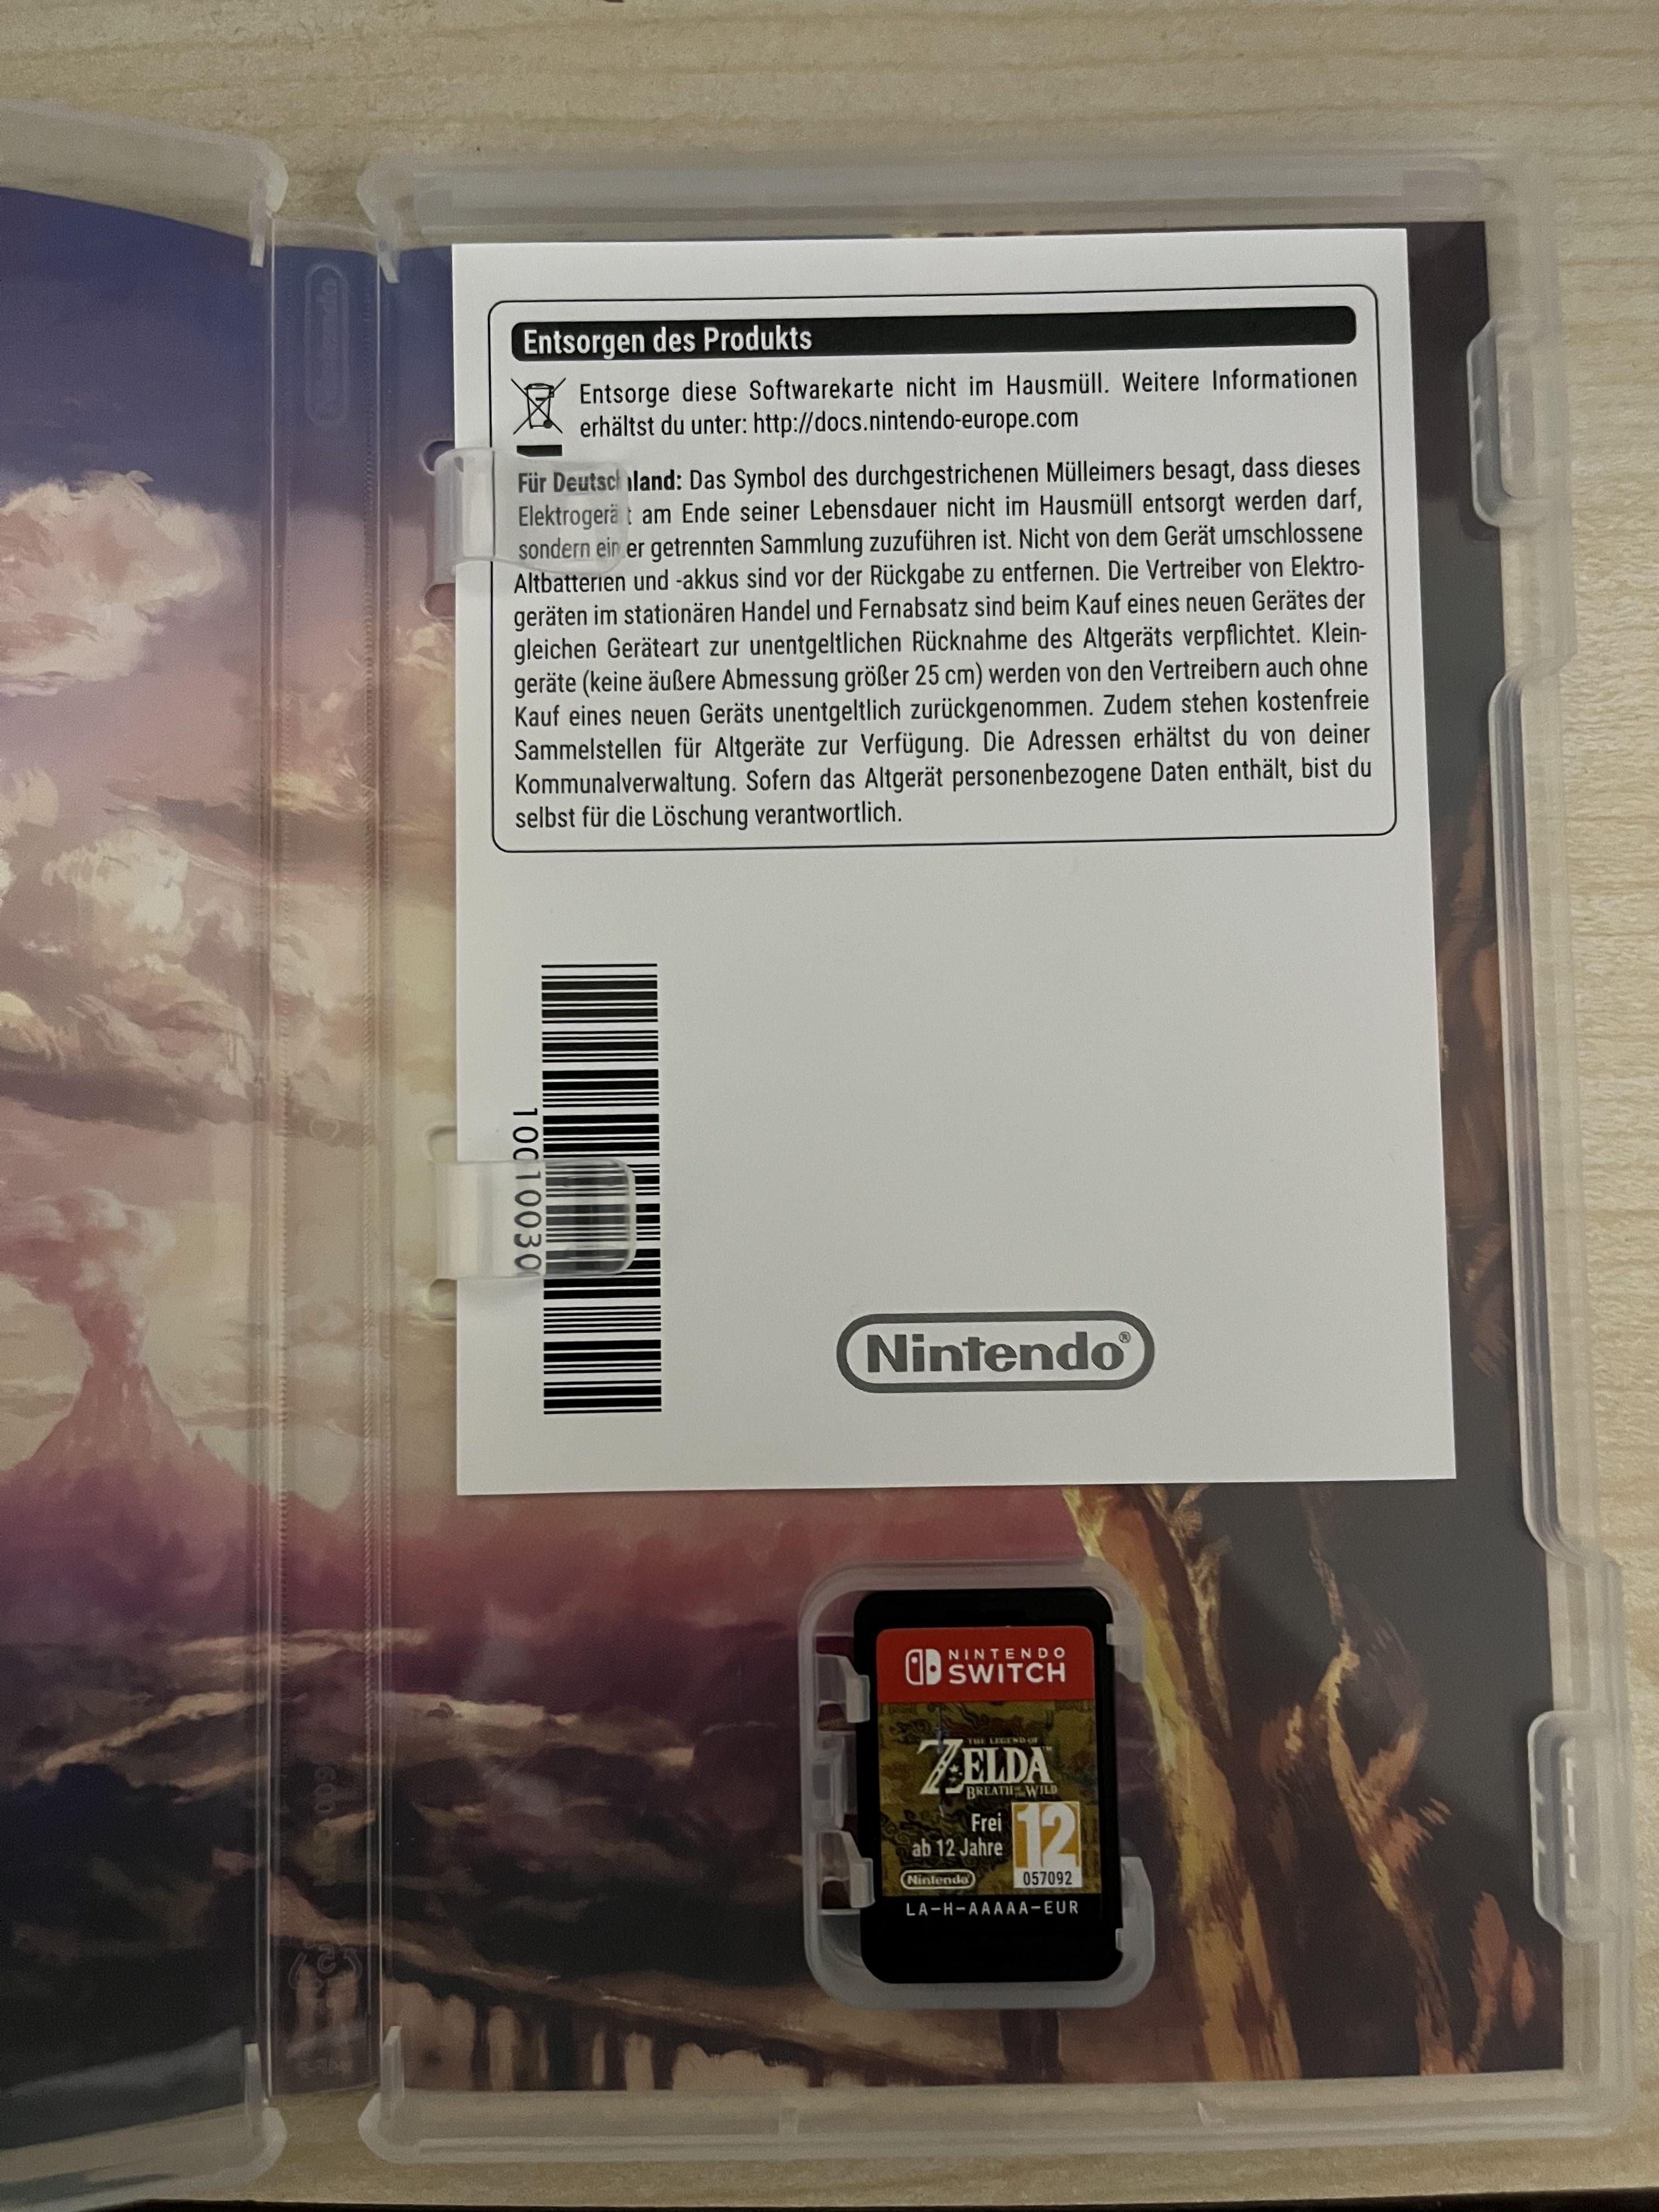 Entsorgen des Produkts
Entsorge diese Softwarekarte nicht im Hausmüll. Weitere Informationen
erhältst du unter: http://docs.nintendo-europe.com
Für Deutschland: Das Symbol des durchgestrichenen Mülleimers besagt, dass dieses
Elektrogerät am Ende seiner Lebensdauer nicht im Hausmüll entsorgt werden darf,
sondern einer getrennten Sammlung zuzuführen ist. Nicht von dem Gerät umschlossene
Altbatterien und -akkus sind vor der Rückgabe zu entfernen. Die Vertreiber von Elektro-
geräten im stationären Handel und Fernabsatz sind beim Kauf eines neuen Gerätes der
gleichen Geräteart zur unentgeltlichen Rücknahme des Altgeräts verpflichtet. Klein-
geräte (keine äußere Abmessung größer 25 cm) werden von den Vertreibern auch ohne
Kauf eines neuen Geräts unentgeltlich zurückgenommen. Zudem stehen kostenfreie
Sammelstellen für Altgeräte zur Verfügung. Die Adressen erhältst du von deiner
Kommunalverwaltung. Sofern das Altgerät personenbezogene Daten enthält, bist du
selbst für die Löschung verantwortlich.
Nintendo®
NINTENDO
SWITCH
THE LEGEND OF
ZELDA™
BREATH OF THE WILD
Frei
ab 12 Jahre
12
Nintendo
057092
LA-H-AAAAA-EUR
Nintendo